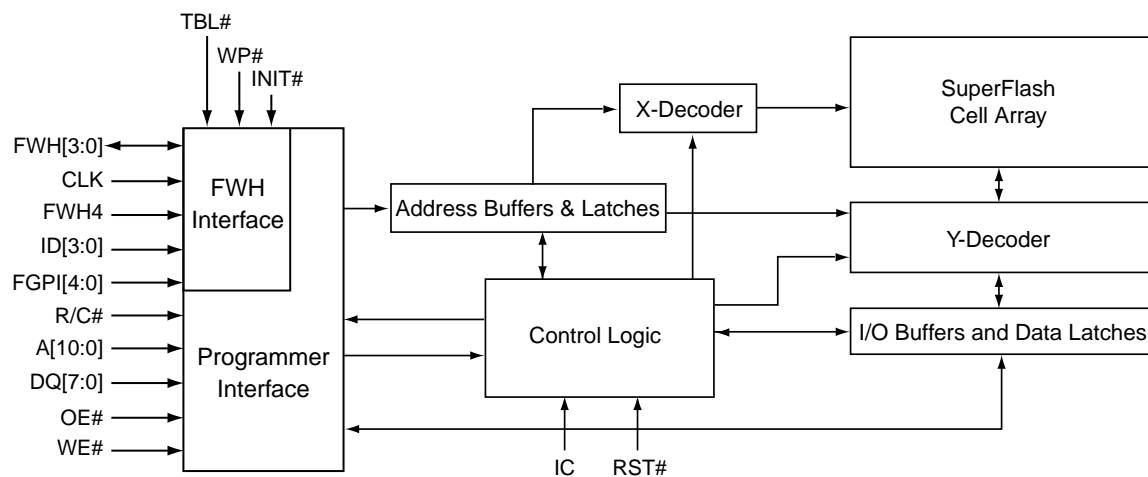 TBL#
WP#
INIT#
FWH[3:0]
CLK
FWH4
ID[3:0]
FGPI[4:0]
R/C#
A[10:0]
DQ[7:0]
OE#
WE#
FWH
Interface
Programmer
Interface
Address Buffers & Latches
X-Decoder
Control Logic
IC
RST#
SuperFlash
Cell Array
Y-Decoder
I/O Buffers and Data Latches